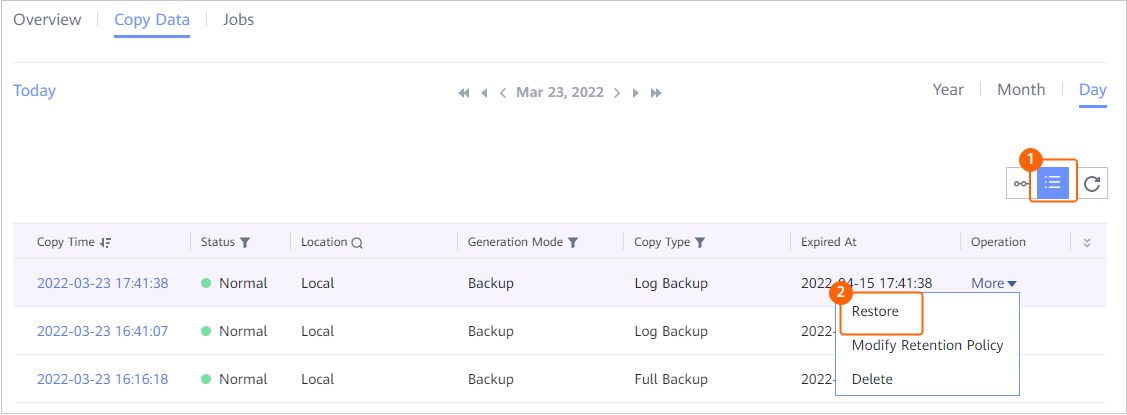 Overview Copy Data Jobs
Today Mar 23, 2022 Year Month Day
1
Copy Time Status Location Generation Mode Copy Type Expired At Operation
2022-03-23 17:41:38 Normal Local Backup Log Backup 2022-04-15 17:41:38 More
2
Restore
2022-03-23 16:41:07 Normal Local Backup Log Backup 2022-
Modify Retention Policy
2022-03-23 16:16:18 Normal Local Backup Full Backup 2022-
Delete